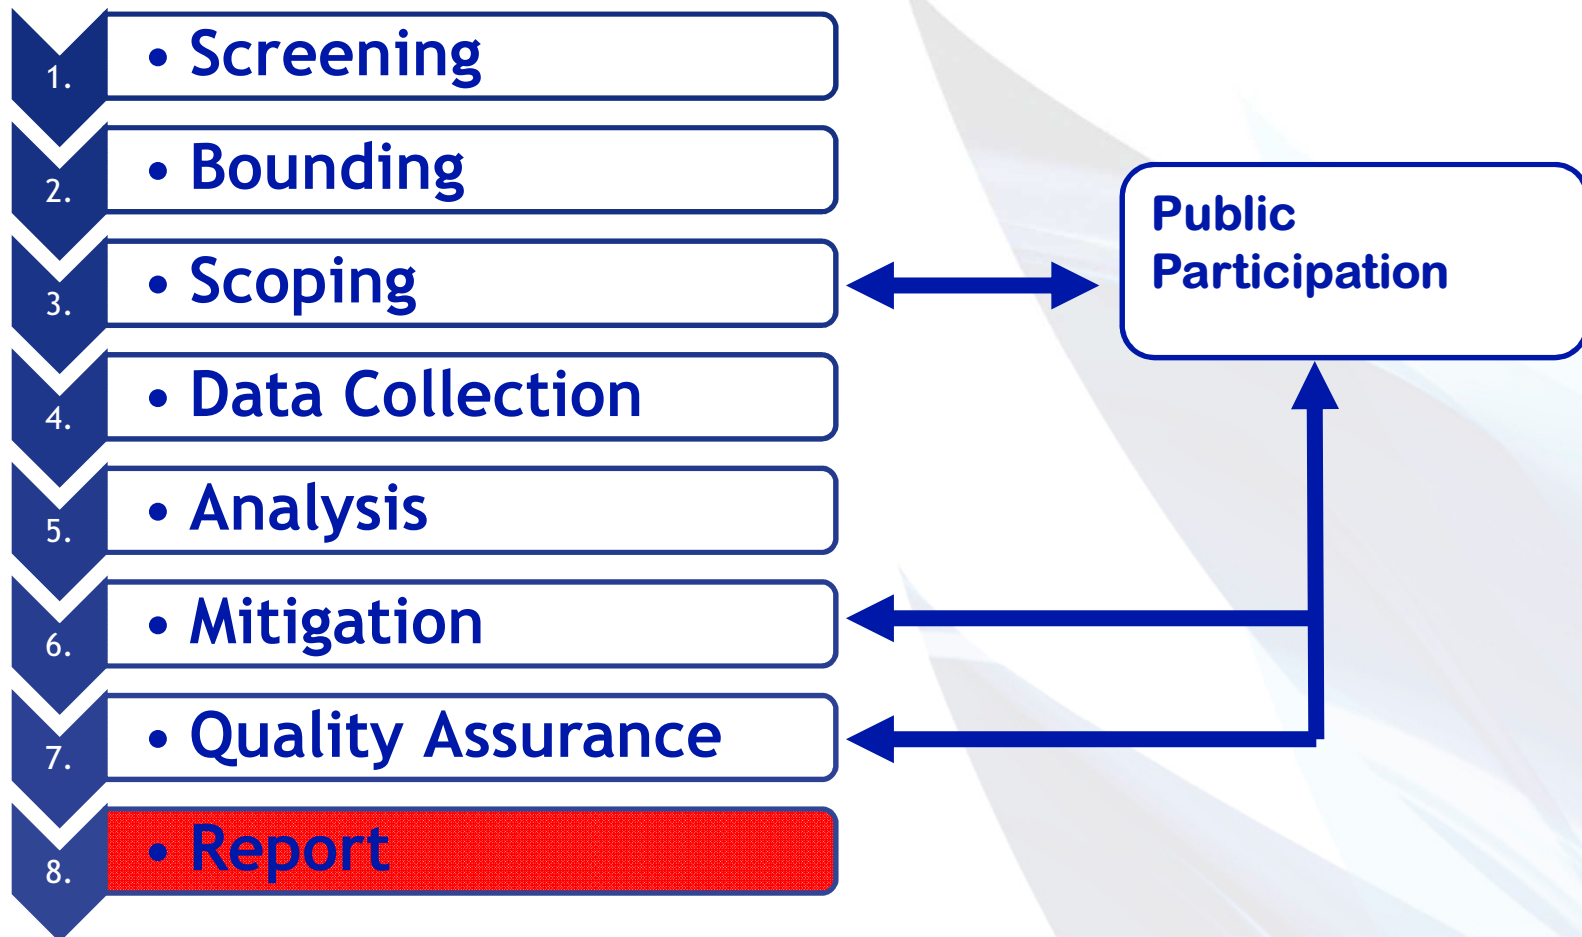 1.
• Screening
2.
• Bounding
3.
• Scoping
4.
• Data Collection
5.
• Analysis
6.
• Mitigation
7.
• Quality Assurance
8.
• Report
Public
Participation